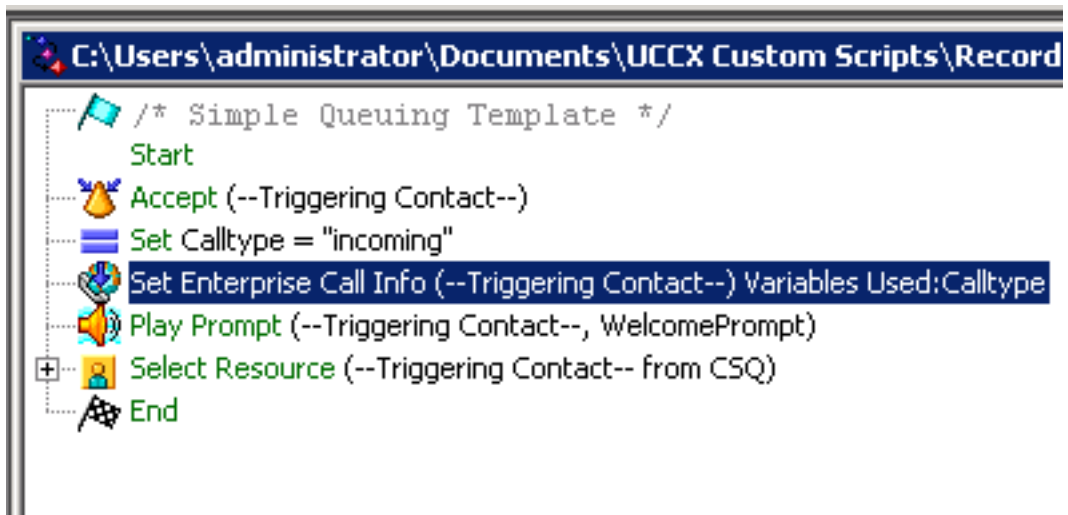 C:\Users\administrator\Documents\UCCX Custom Scripts\Record
/* Simple Queuing Template */
Start
Accept (--Triggering Contact--)
Set Calltype = "incoming"
Set Enterprise Call Info (--Triggering Contact--) Variables Used:Calltype
Play Prompt (--Triggering Contact--, WelcomePrompt)
Select Resource (--Triggering Contact-- from CSQ)
End